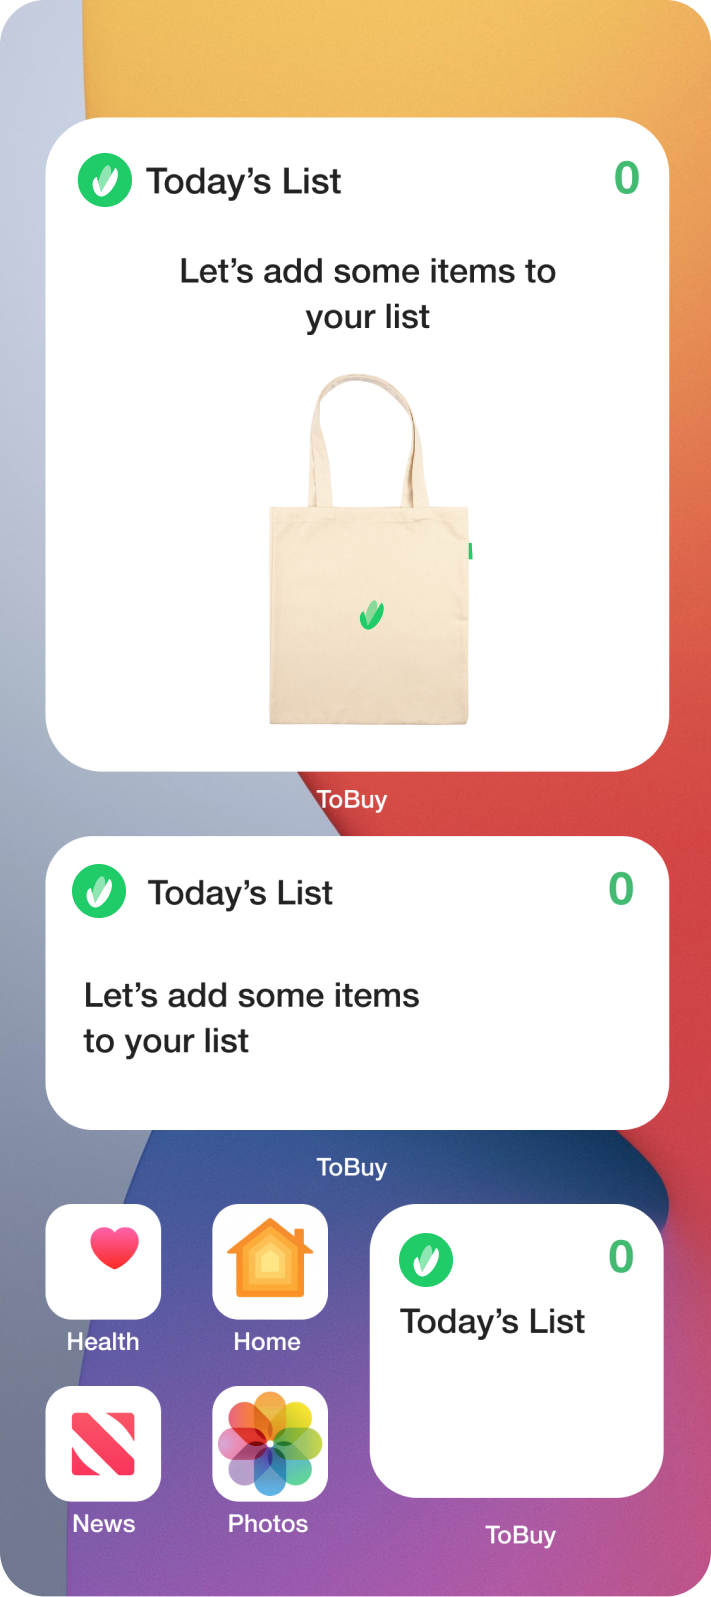 Today’s List 0
Let’s add some items to
your list
ToBuy
Today’s List 0
Let’s add some items
to your list
ToBuy
Health Home
0
Today’s List
News Photos
ToBuy